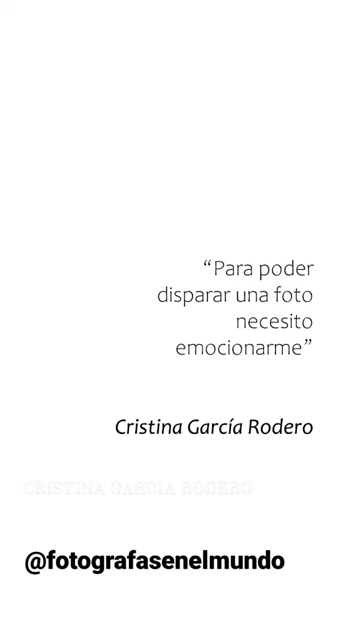 “Para poder
disparar una foto
necesito
emocionarme”
Cristina García Rodero
CRISTINA GARCIA RODERO
@fotografasenelmundo